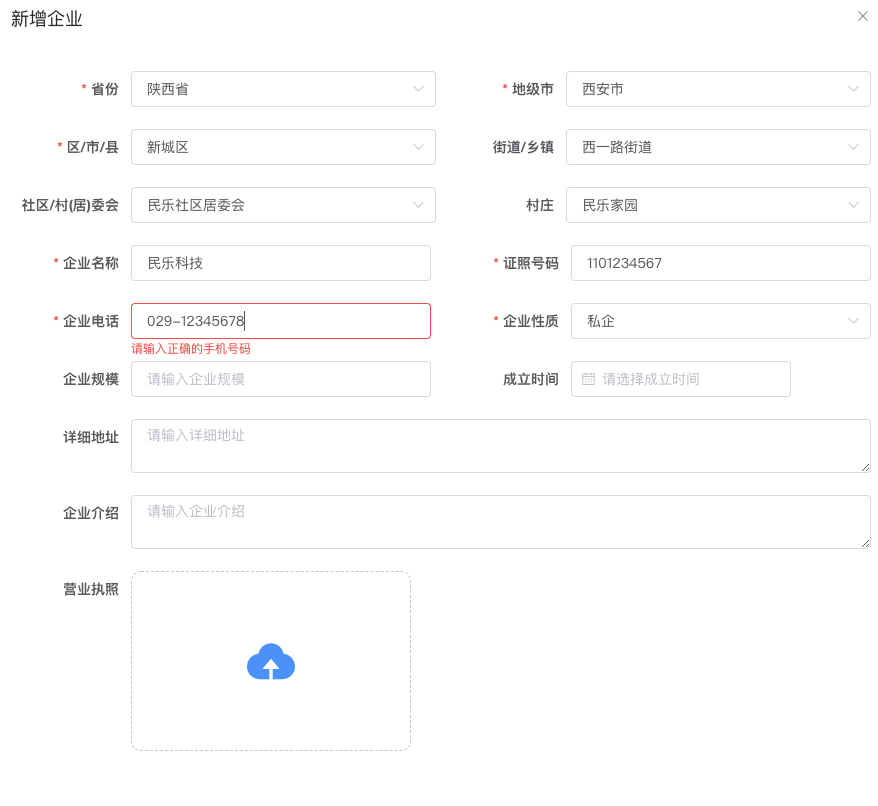 新增企业
* 省份 陕西省 * 地级市 西安市
* 区/市/县 新城区 街道/乡镇 西一路街道
社区/村(居)委会 民乐社区居委会 村庄 民乐家园
* 企业名称 民乐科技 * 证照号码 1101234567
* 企业电话 029-12345678 * 企业性质 私企
请输入正确的手机号码
企业规模 请输入企业规模 成立时间 请选择成立时间
详细地址 请输入详细地址
企业介绍 请输入企业介绍
营业执照